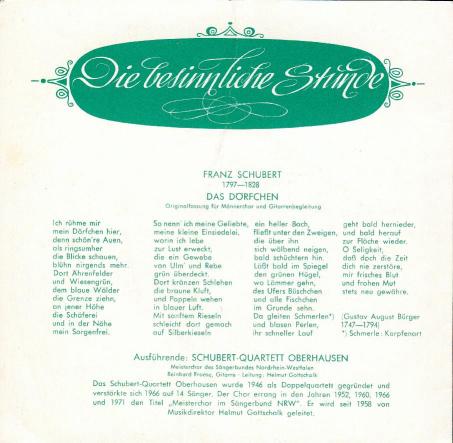 Die besinnliche Stunde
FRANZ SCHUBERT
1797—1828
DAS DÖRFCHEN
Originalfassung für Männerchor und Gitarrenbegleitung
Ich rühme mir
mein Dörfchen hier,
denn schön're Auen,
als ringsumher
die Blicke schauen,
blühn nirgends mehr.
Dort Ahrenfelder
und Wiesengrün,
dem blaue Wälder
die Grenze ziehn,
an jener Höhe
die Schäferei
und in der Nähe
mein Sorgenfrei.
So nenn' ich meine Geliebte,
meine kleine Einsiedelei,
worin ich lebe
zur Lust erweckt,
die ein Gewebe
von Ulm' und Rebe
grün überdeckt.
Dort kränzen Schlehen
die braune Kluft,
und Pappeln wehen
in blauer Luft.
Mit sanftem Rieseln
schleicht dort gemach
auf Silberkieseln
ein heller Bach,
fließt unter den Zweigen,
die über ihn
sich wölbend neigen,
bald schüchtern hin.
Läßt bald im Spiegel
den grünen Hügel,
wo Lämmer gehn,
des Ufers Büschchen
und alle Fischchen
im Grunde sehn.
Da gleiten Schmerlen*)
und blasen Perlen,
ihr schneller Lauf
geht bald hernieder,
und bald herauf
zur Fläche wieder.
O Seligkeit,
daß doch die Zeit
dich nie zerstöre,
mir frisches Blut
und frohen Mut
stets neu gewähre.
(Gustav August Bürger
1747—1794)
*) Schmerle: Karpfenart
Ausführende: SCHUBERT-QUARTETT OBERHAUSEN
Meisterchor des Sängerbundes Nordrhein-Westfalen
Reinhard Froese, Gitarre · Leitung: Helmut Gottschalk
Das Schubert-Quartett Oberhausen wurde 1946 als Doppelquartett gegründet und
verstärkte sich 1966 auf 14 Sänger. Der Chor errang in den Jahren 1952, 1960, 1966
und 1971 den Titel „Meisterchor im Sängerbund NRW". Er wird seit 1958 von
Musikdirektor Helmut Gottschalk geleitet.